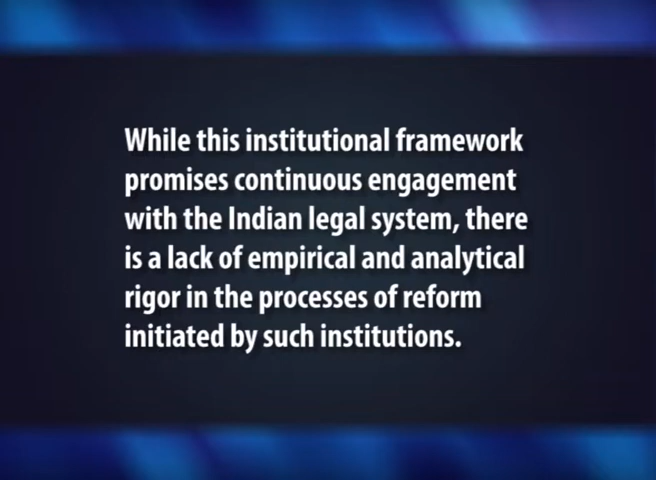 While this institutional framework
promises continuous engagement
with the Indian legal system, there
is a lack of empirical and analytical
rigor in the processes of reform
initiated by such institutions.